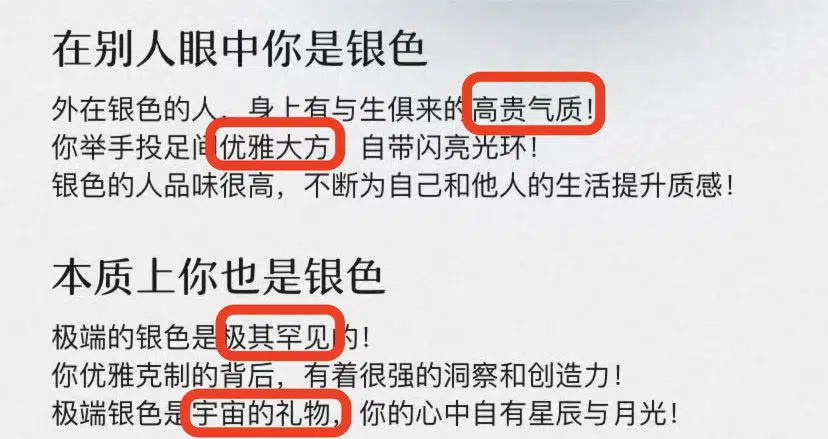 在别人眼中你是银色
外在银色的人，身上有与生俱来的高贵气质！
你举手投足间优雅大方，自带闪亮光环！
银色的人品味很高，不断为自己和他人的生活提升质感！
本质上你也是银色
极端的银色是极其罕见的！
你优雅克制的背后，有着很强的洞察和创造力！
极端银色是宇宙的礼物，你的心中自有星辰与月光！